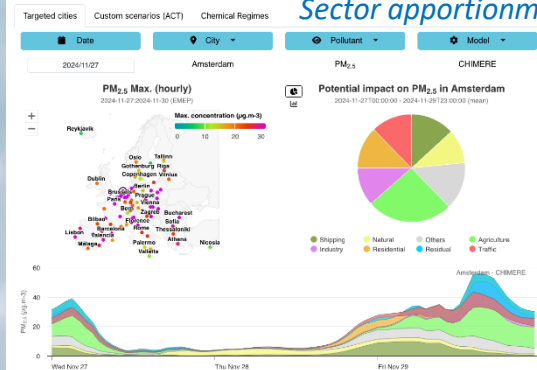 Sector apportionm
Targeted cities
Custom scenarios (ACT)
Chemical Regimes
Date
City
Pollutant
Model
2024/11/27
Amsterdam
PM2.5
CHIMERE
PM2.5 Max. (hourly)
2024-11-27:2024-11-30 (EMEP)
+
−
Max. concentration (µg.m-3)
0 10 20 30
Reykjavik
Oslo
Tallinn
Gothenburg
Riga
Copenhagen
Vilnius
Dublin
Berlin
Brussels
Prague
Paris
Vienna
Bern
Zagreb
Bucharest
Bilbao
Florence
Sofia
Barcelona
Rome
Thessaloniki
Lisbon
Valencia
Athens
Málaga
Palermo
Nicosia
Valletta
Potential impact on PM2.5 in Amsterdam
2024-11-27T00:00:00 - 2024-11-29T23:00:00 (mean)
Shipping
Natural
Others
Agriculture
Industry
Residential
Residual
Traffic
Amsterdam - CHIMERE
PM2.5 (µg.m-3)
60
40
20
0
Wed Nov 27
Thu Nov 28
Fri Nov 29